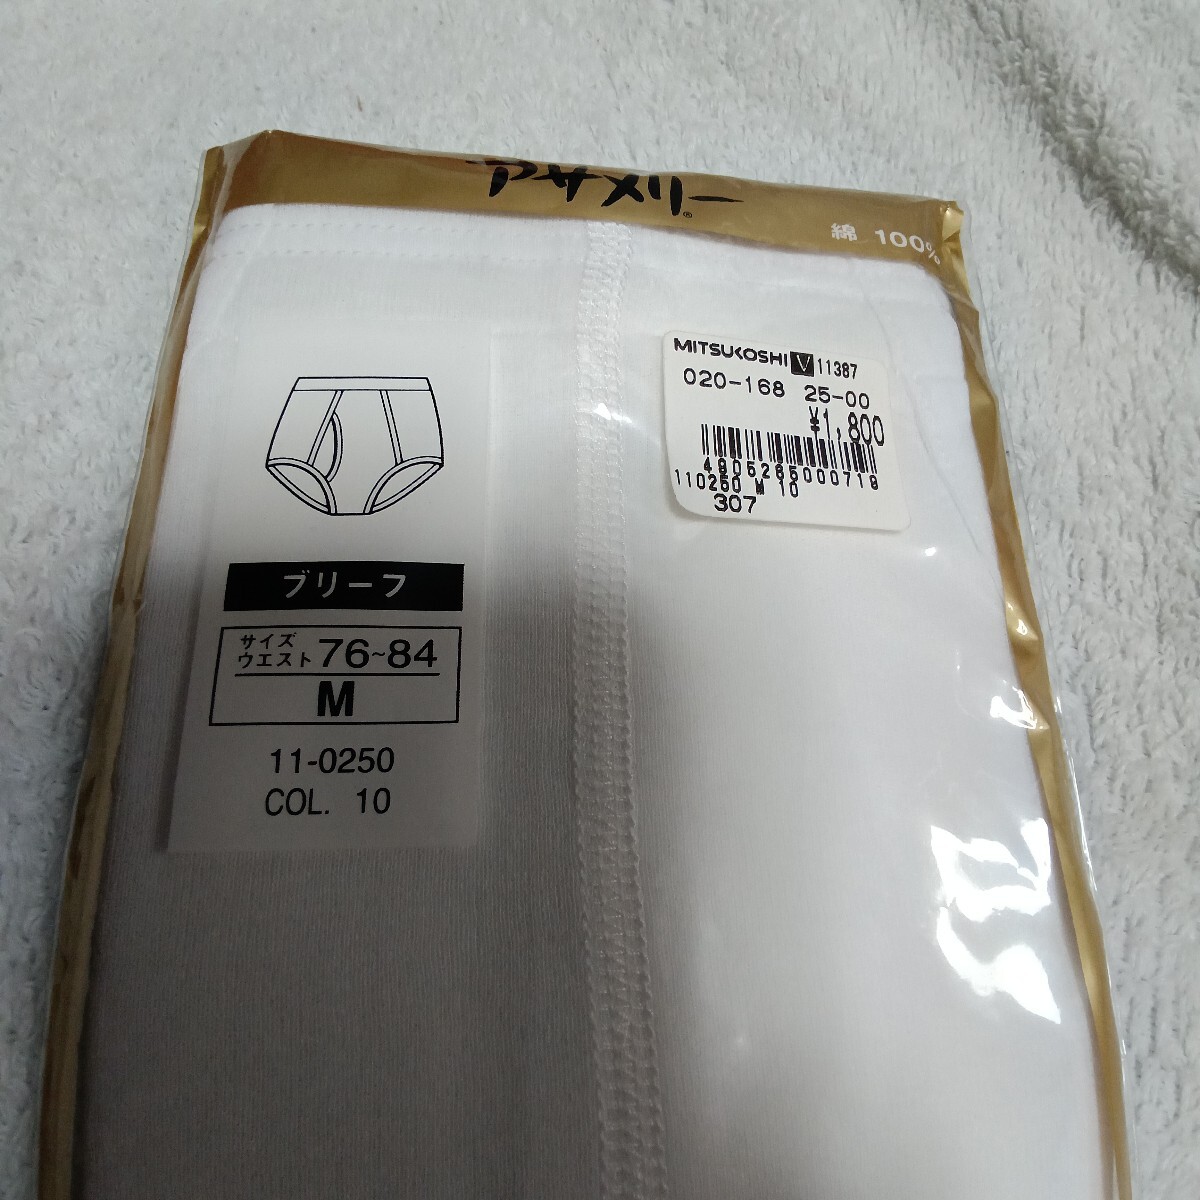 アサメリー®
綿 100%
MITSUKOSHI V 11387
020-168 25-00
¥1,800
4905285000719
110250 M 10
307
ブリーフ
サイズ
ウエスト 76~84
M
11-0250
COL. 10